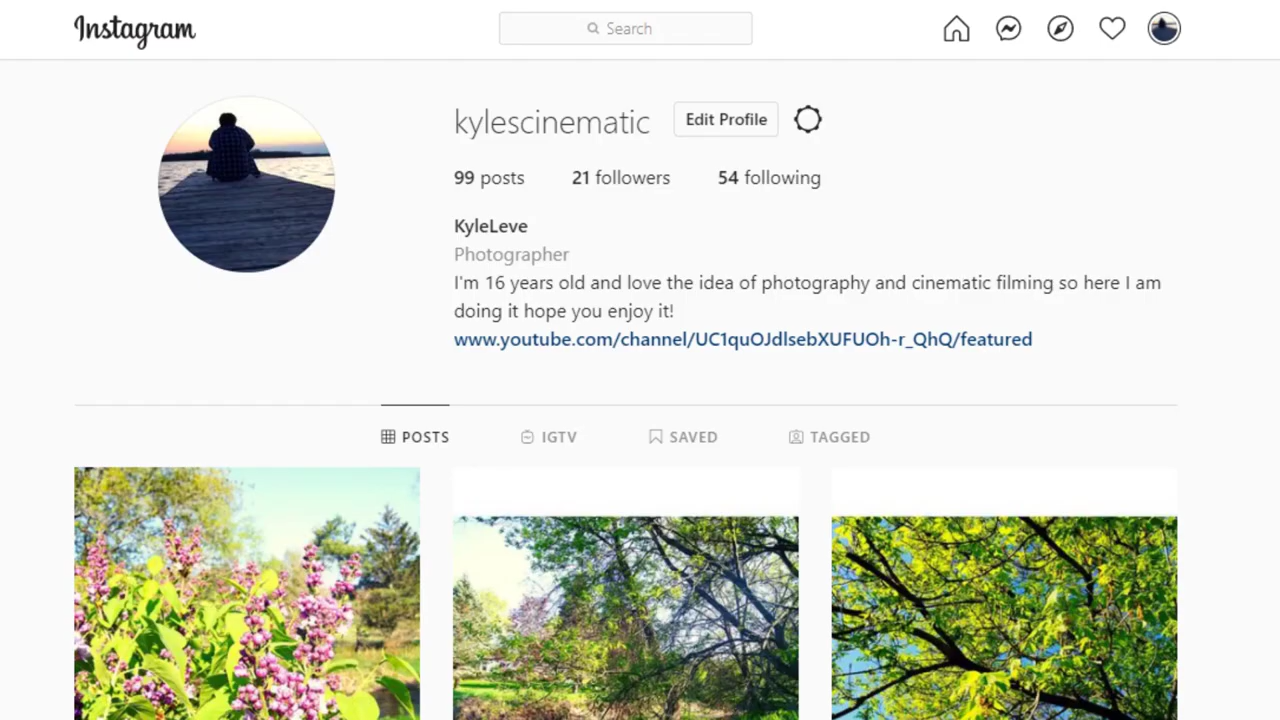 Instagram
Search
kylescinematic
Edit Profile
99 posts
21 followers
54 following
KyleLeve
Photographer
I'm 16 years old and love the idea of photography and cinematic filming so here I am
doing it hope you enjoy it!
www.youtube.com/channel/UC1quOJdlsebXUFUOh-r_QhQ/featured
POSTS
IGTV
SAVED
TAGGED